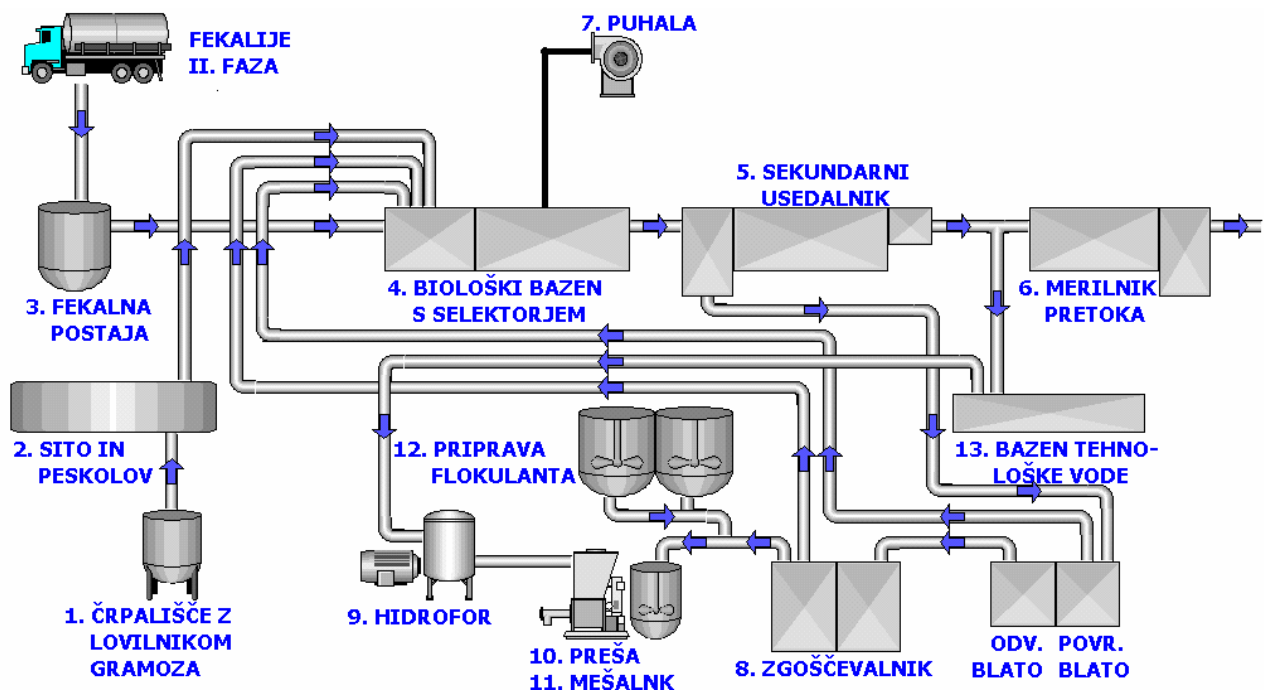 FEKALIJE
II. FAZA
7. PUHALA
5. SEKUNDARNI
USEDALNIK
3. FEKALNA
POSTAJA
4. BIOLOŠKI BAZEN
S SELEKTORJEM
6. MERILNIK
PRETOKA
2. SITO IN
PESKOLOV
12. PRIPRAVA
FLOKULANTA
13. BAZEN TEHNO-
LOŠKE VODE
1. ČRPALIŠČE Z
LOVILNIKOM
GRAMOZA
9. HIDROFOR
10. PREŠA
11. MEŠALNK
8. ZGOŠČEVALNIK
ODV.
BLATO
POVR.
BLATO